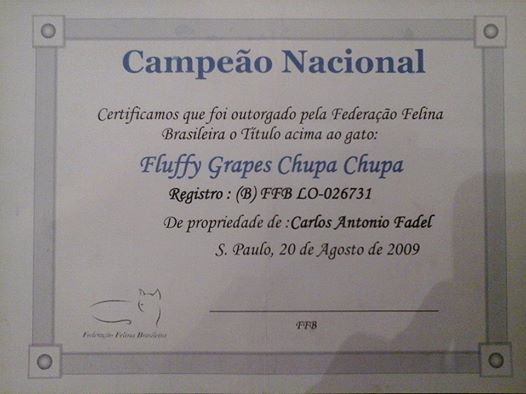 Campeão Nacional
Certificamos que foi outorgado pela Federação Felina
Brasileira o Título acima ao gato:
Fluffy Grapes Chupa Chupa
Registro : (B) FFB LO-026731
De propriedade de :Carlos Antonio Fadel
S. Paulo, 20 de Agosto de 2009
Federação Felina Brasileira
FFB